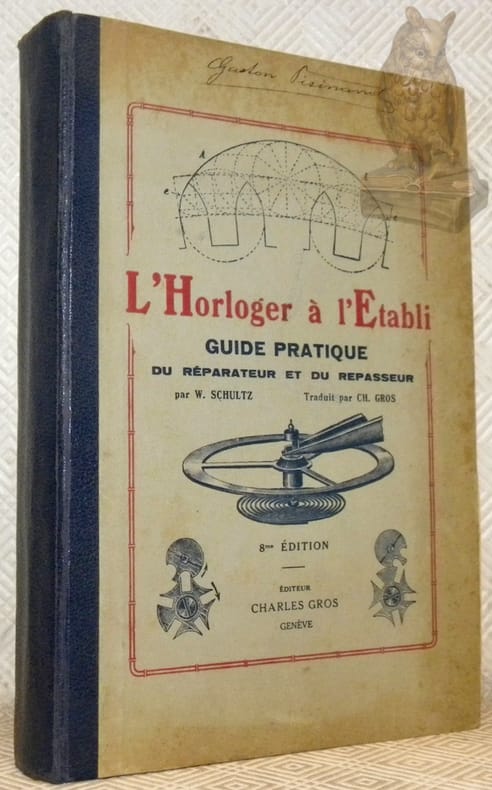 Gaston
L'Horloger à l'Etabli
GUIDE PRATIQUE
DU RÉPARATEUR ET DU REPASSEUR
par W. SCHULTZ Traduit par CH. GROS
8me ÉDITION
ÉDITEUR
CHARLES GROS
GENÈVE